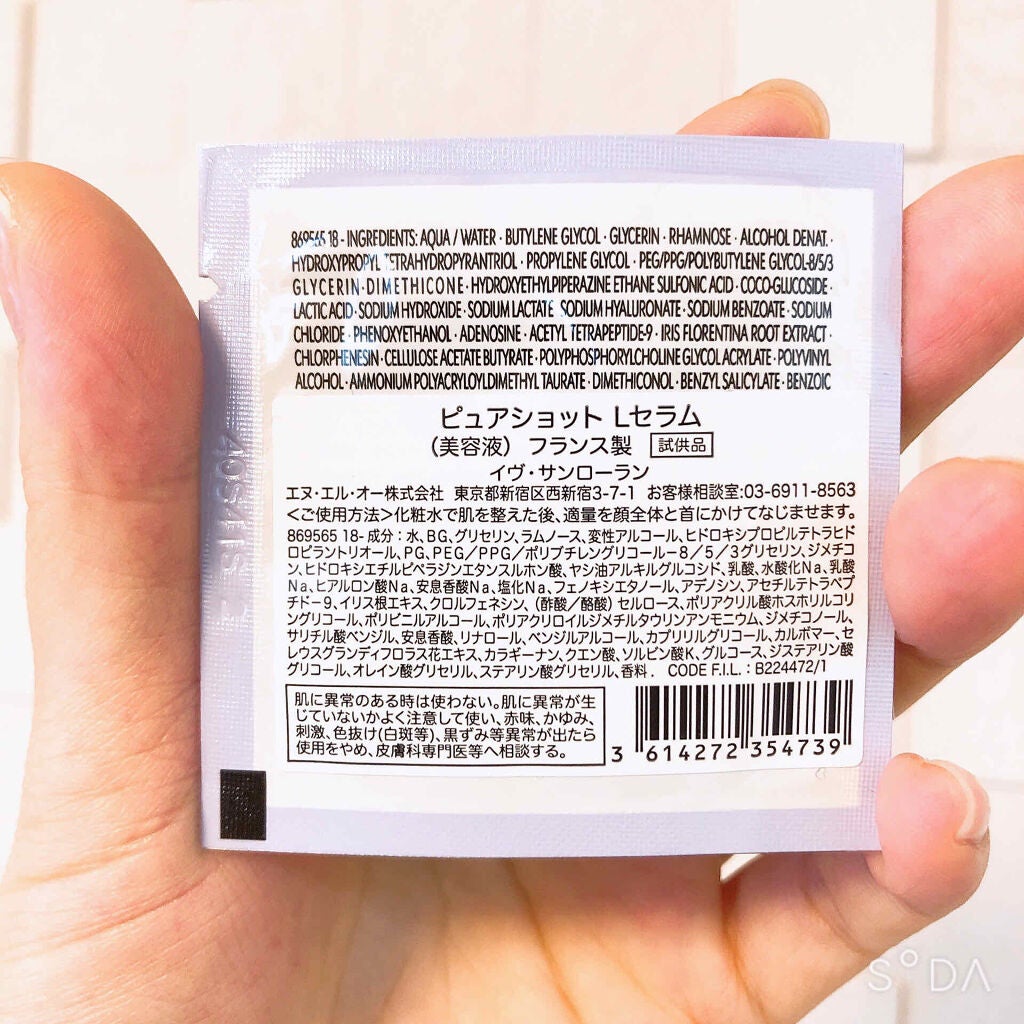 869565 18 - INGREDIENTS: AQUA / WATER · BUTYLENE GLYCOL · GLYCERIN · RHAMNOSE · ALCOHOL DENAT. ·
HYDROXYPROPYL TETRAHYDROPYRANTRIOL · PROPYLENE GLYCOL · PEG/PPG/POLYBUTYLENE GLYCOL-8/5/3
GLYCERIN · DIMETHICONE · HYDROXYETHYLPIPERAZINE ETHANE SULFONIC ACID · COCO-GLUCOSIDE ·
LACTIC ACID · SODIUM HYDROXIDE · SODIUM LACTATE · SODIUM HYALURONATE · SODIUM BENZOATE · SODIUM
CHLORIDE · PHENOXYETHANOL · ADENOSINE · ACETYL TETRAPEPTIDE-9 · IRIS FLORENTINA ROOT EXTRACT ·
CHLORPHENESIN · CELLULOSE ACETATE BUTYRATE · POLYPHOSPHORYLCHOLINE GLYCOL ACRYLATE · POLYVINYL
ALCOHOL · AMMONIUM POLYACRYLOYLDIMETHYL TAURATE · DIMETHICONOL · BENZYL SALICYLATE · BENZOIC
ピュアショット Lセラム
（美容液） フランス製 試供品
イヴ・サンローラン
エヌ・エル・オー株式会社 東京都新宿区西新宿3-7-1 お客様相談室:03-6911-8563
＜ご使用方法＞化粧水で肌を整えた後、適量を顔全体と首にかけてなじませます。
869565 18- 成分：水、BG、グリセリン、ラムノース、変性アルコール、ヒドロキシプロピルテトラヒド
ロピラントリオール、PG、PEG／PPG／ポリブチレングリコール－8／5／3グリセリン、ジメチコ
ン、ヒドロキシエチルピペラジンエタンスルホン酸、ヤシ油アルキルグルコシド、乳酸、水酸化Na、乳酸
Na、ヒアルロン酸Na、安息香酸Na、塩化Na、フェノキシエタノール、アデノシン、アセチルテトラペプ
チド－9、イリス根エキス、クロルフェネシン、（酢酸／酪酸）セルロース、ポリアクリル酸ホスホリルコリ
ングリコール、ポリビニルアルコール、ポリアクリロイルジメチルタウリンアンモニウム、ジメチコノール、
サリチル酸ベンジル、安息香酸、リナロール、ベンジルアルコール、カプリリルグリコール、カルボマー、セ
レウスグランディフロラス花エキス、カラギーナン、クエン酸、ソルビン酸K、グルコース、ジステアリン酸
グリコール、オレイン酸グリセリル、ステアリン酸グリセリル、香料． CODE F.I.L.：B224472/1
肌に異常のある時は使わない。肌に異常が生
じていないかよく注意して使い、赤味、かゆみ、
刺激、色抜け(白斑等)、黒ずみ等異常が出たら
使用をやめ、皮膚科専門医等へ相談する。
3 614272 354739
SODA